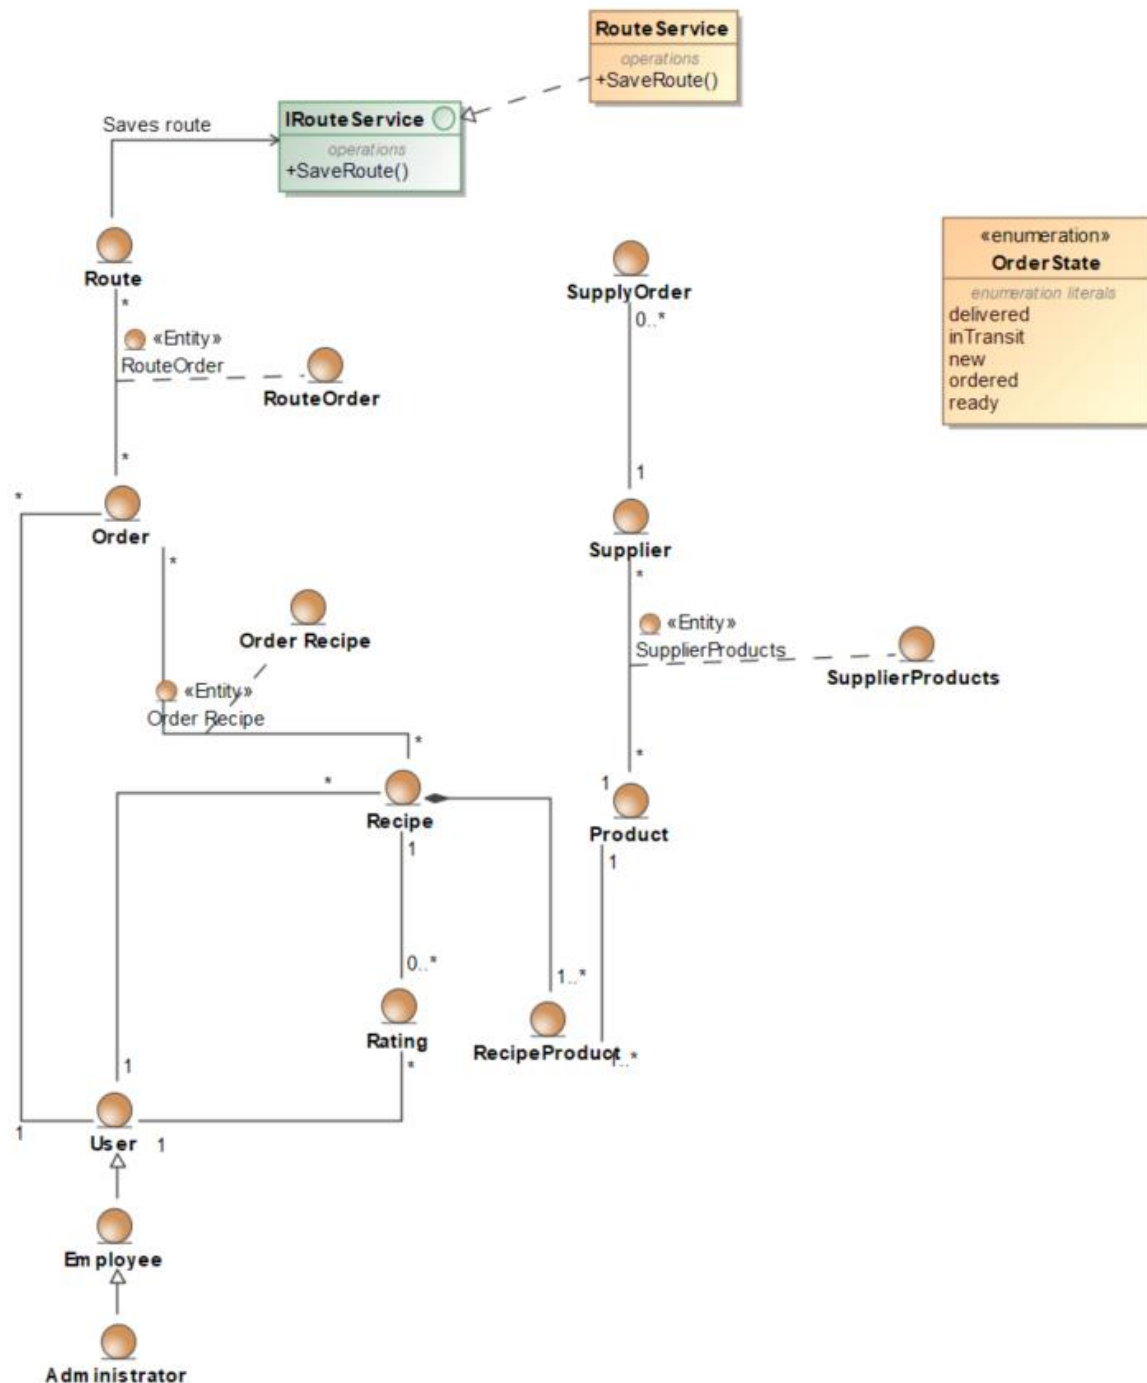 RouteService
operations
+SaveRoute()
Saves route
IRouteService
operations
+SaveRoute()
Route
*
«Entity»
RouteOrder
RouteOrder
*
SupplyOrder
0..*
«enumeration»
OrderState
enumeration literals
delivered
inTransit
new
ordered
ready
*
Order
*
1
Supplier
*
Order Recipe
«Entity»
SupplierProducts
SupplierProducts
«Entity»
Order Recipe
*
*
Recipe
1
*
1
Product
1
0..*
Rating
*
1..*
RecipeProduct
..*
1
1
User
1
Employee
Administrator